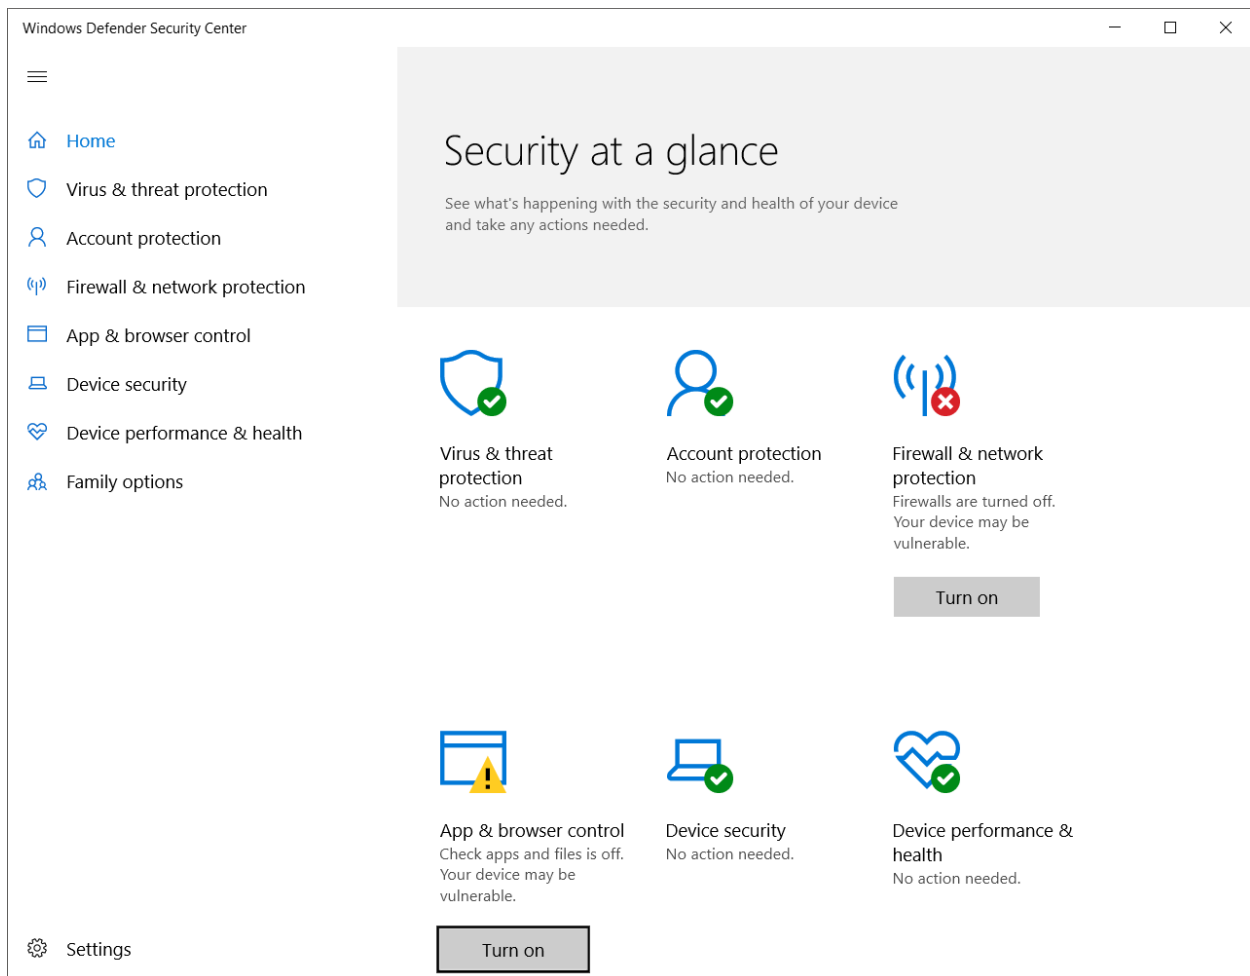 Windows Defender Security Center
Home
Virus & threat protection
Account protection
Firewall & network protection
App & browser control
Device security
Device performance & health
Family options
Settings
Security at a glance
See what's happening with the security and health of your device
and take any actions needed.
Virus & threat
protection
No action needed.
Account protection
No action needed.
Firewall & network
protection
Firewalls are turned off.
Your device may be
vulnerable.
Turn on
App & browser control
Check apps and files is off.
Your device may be
vulnerable.
Turn on
Device security
No action needed.
Device performance &
health
No action needed.